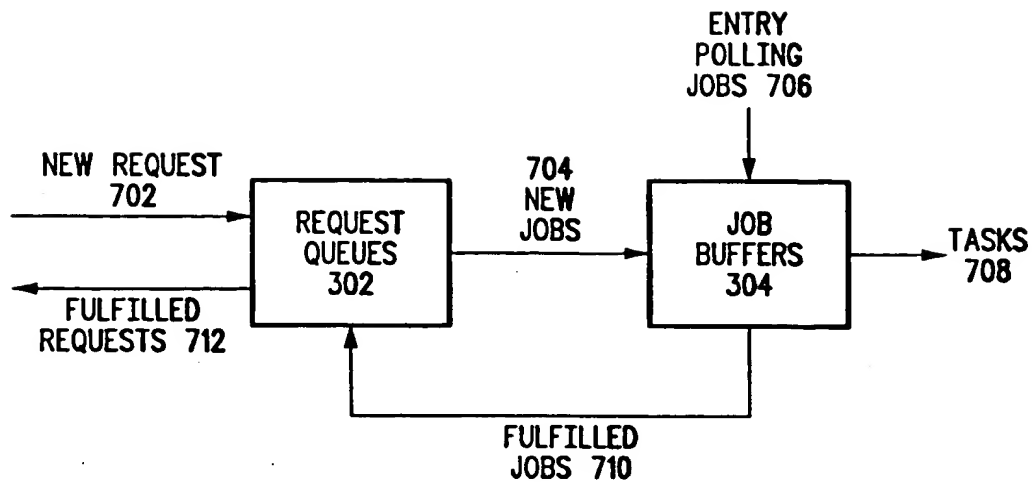 ENTRY
POLLING
JOBS 706
NEW REQUEST
702
REQUEST
QUEUES
302
704
NEW
JOBS
JOB
BUFFERS
304
TASKS
708
FULFILLED
REQUESTS 712
FULFILLED
JOBS 710